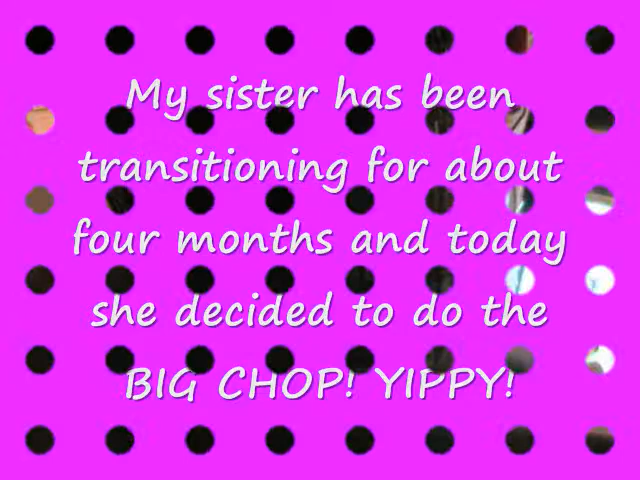 My sister has been
transitioning for about
four months and today
she decided to do the
BIG CHOP! YIPPY!